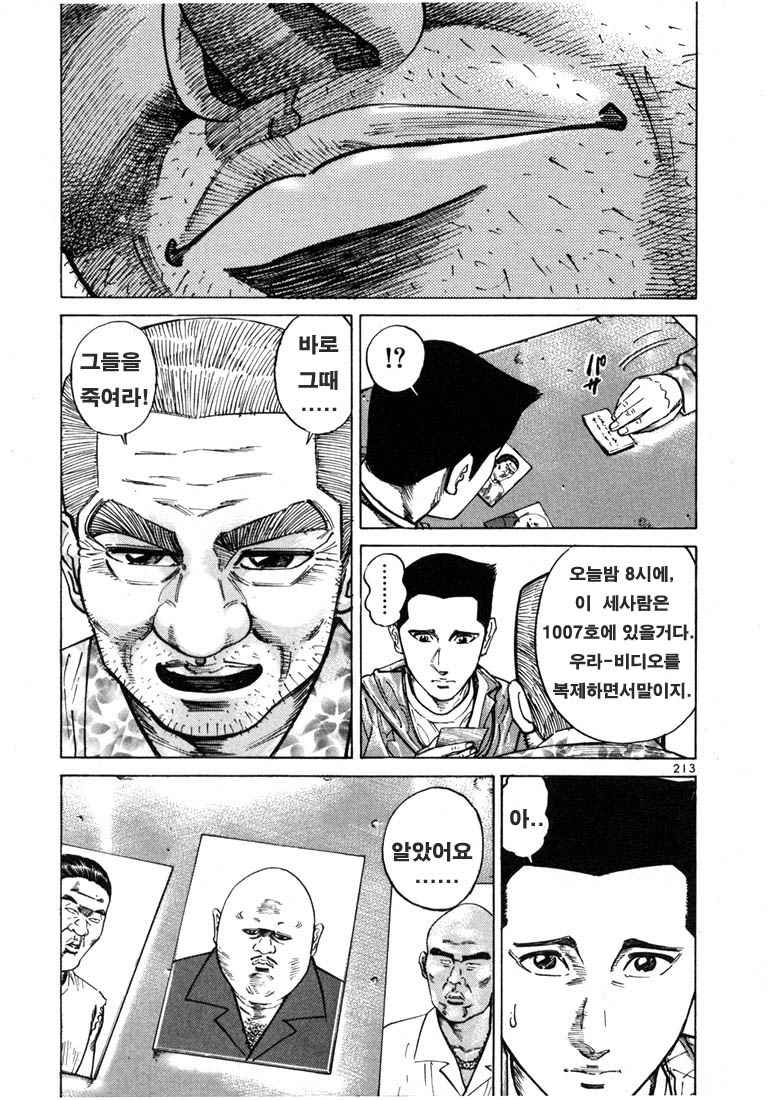 !?
パサ
오늘밤 8시에,
이 세사람은
1007호에 있을거다.
우라-비디오를
복제하면서말이지.
........
바로
그때
.....
그들을
죽여라!
213
아..
알았어요
......